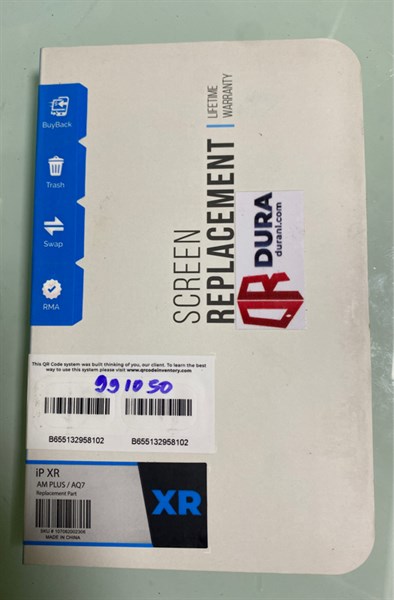 BuyBack
Trash
Swap
RMA
SCREEN
REPLACEMENT
LIFETIME
WARRANTY
DURA
durani.com
This QR Code system was built thinking of you, our client. To learn the best
way to use this system please visit www.qrcodeinventory.com.
991050
B655132958102
B655132958102
iP XR
AM PLUS / AQ7
Replacement Part
MADE IN CHINA
XR